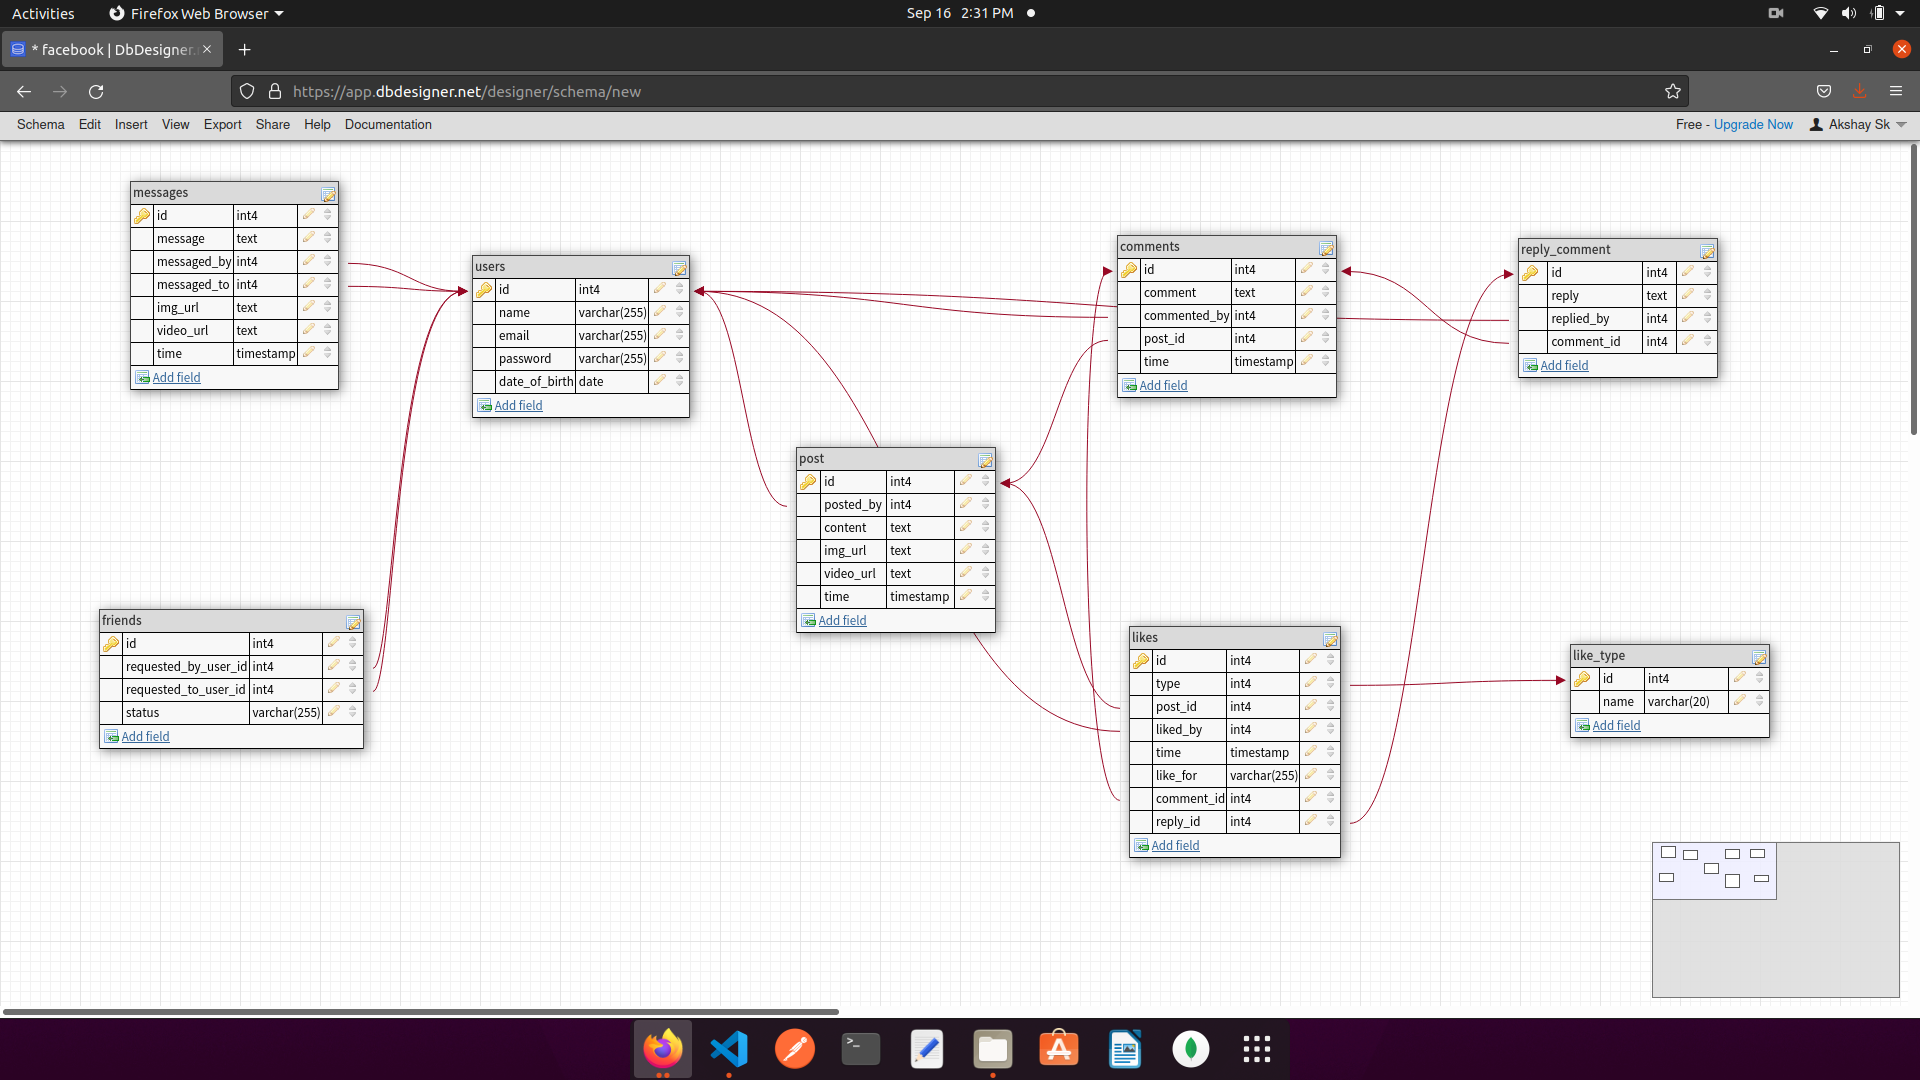 Activities
Firefox Web Browser
Sep 16 2:31 PM
* facebook | DbDesigner.
https://app.dbdesigner.net/designer/schema/new
Schema Edit Insert View Export Share Help Documentation
Free - Upgrade Now Akshay Sk
messages
id int4
message text
messaged_by int4
messaged_to int4
img_url text
video_url text
time timestamp
Add field
users
id int4
name varchar(255)
email varchar(255)
password varchar(255)
date_of_birth date
Add field
comments
id int4
comment text
commented_by int4
post_id int4
time timestamp
Add field
reply_comment
id int4
reply text
replied_by int4
comment_id int4
Add field
post
id int4
posted_by int4
content text
img_url text
video_url text
time timestamp
Add field
friends
id int4
requested_by_user_id int4
requested_to_user_id int4
status varchar(255)
Add field
likes
id int4
type int4
post_id int4
liked_by int4
time timestamp
like_for varchar(255)
comment_id int4
reply_id int4
Add field
like_type
id int4
name varchar(20)
Add field
>_